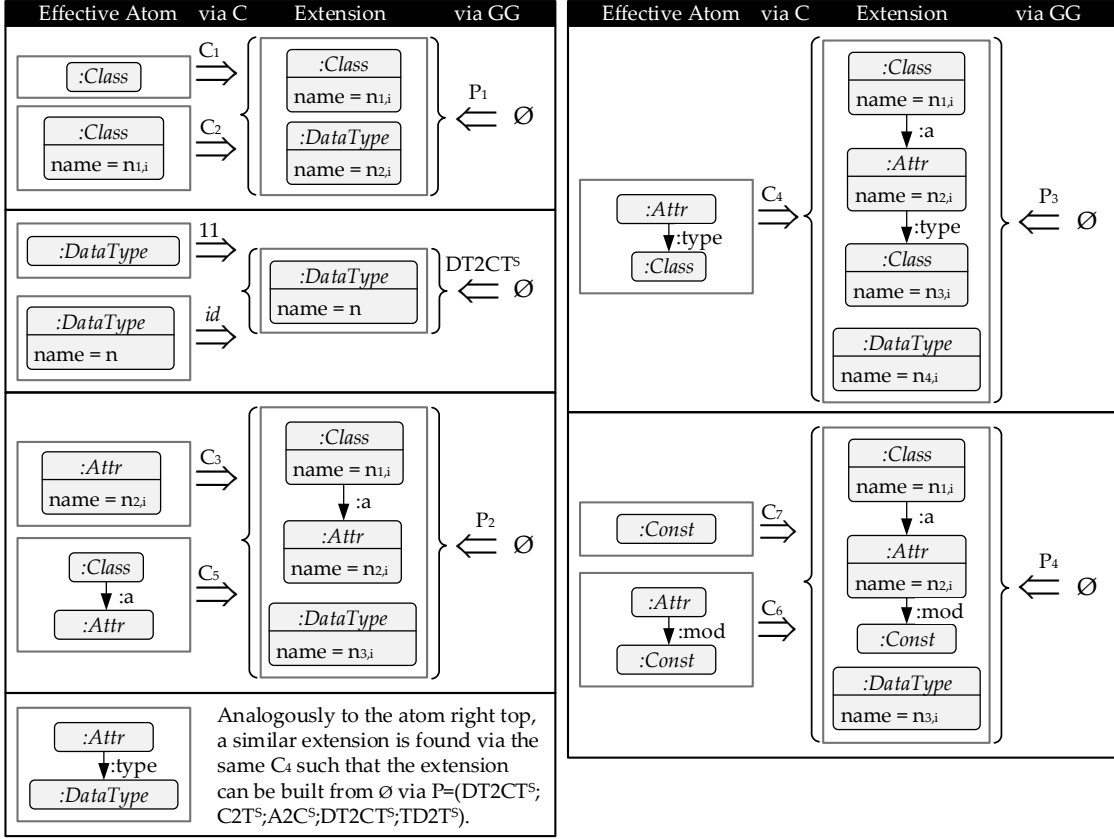 Effective Atom via C Extension via GG
:Class
C1
:Class
name = n1,i
C2
:Class
name = n1,i
:DataType
name = n2,i
P1
Ø
:DataType
11
:DataType
name = n
id
:DataType
name = n
DT2CTS
Ø
:Attr
name = n2,i
C3
:Class
:a
:Attr
C5
:Class
name = n1,i
:a
:Attr
name = n2,i
:DataType
name = n3,i
P2
Ø
:Attr
:type
:DataType
Analogously to the atom right top,
a similar extension is found via the
same C4 such that the extension
can be built from Ø via P=(DT2CTS;
C2TS;A2CS;DT2CTS;TD2TS).
Effective Atom via C Extension via GG
:Attr
:type
:Class
C4
:Class
name = n1,i
:a
:Attr
name = n2,i
:type
:Class
name = n3,i
:DataType
name = n4,i
P3
Ø
:Const
C7
:Attr
:mod
:Const
C6
:Class
name = n1,i
:a
:Attr
name = n2,i
:mod
:Const
:DataType
name = n3,i
P4
Ø